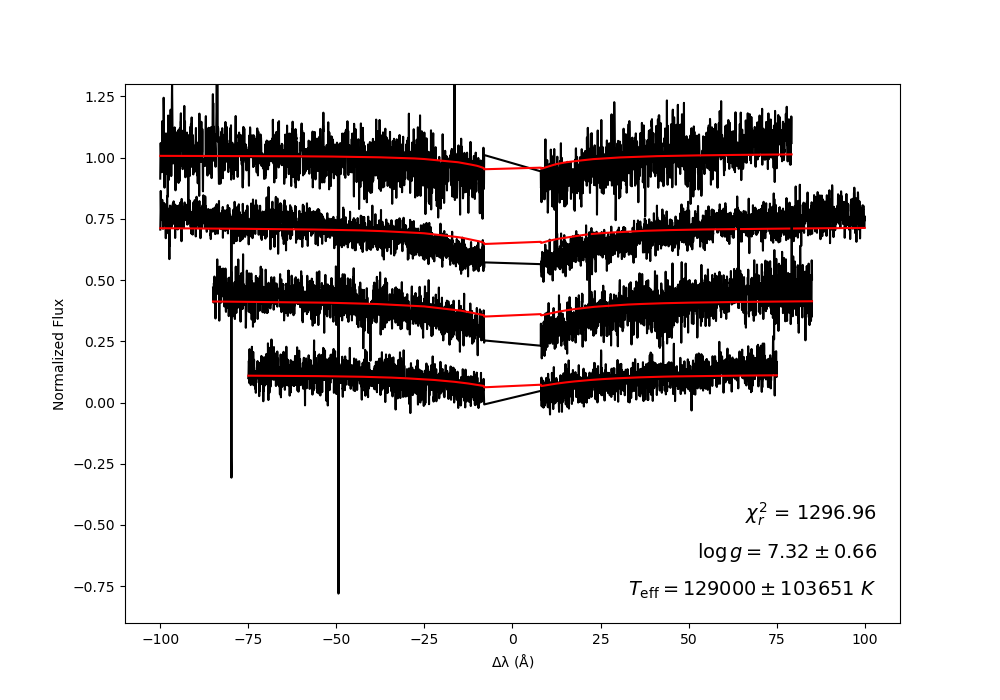 1.25
1.00
0.75
0.50
0.25
0.00
−0.25
−0.50
−0.75
Normalized Flux
χ²ᵣ = 1296.96
log g = 7.32 ± 0.66
T_eff = 129000 ± 103651 K
−100 −75 −50 −25 0 25 50 75 100
Δλ (Å)